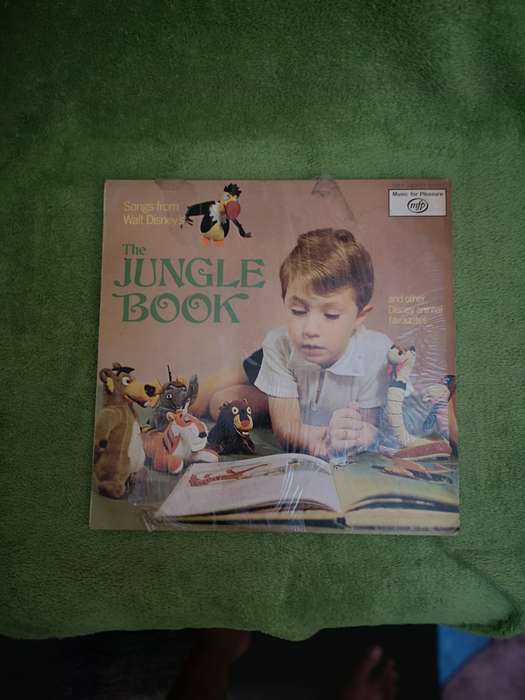 Music for Pleasure
mfp
Songs from
Walt Disney's
The
JUNGLE
BOOK
and other
Disney animal
favourites